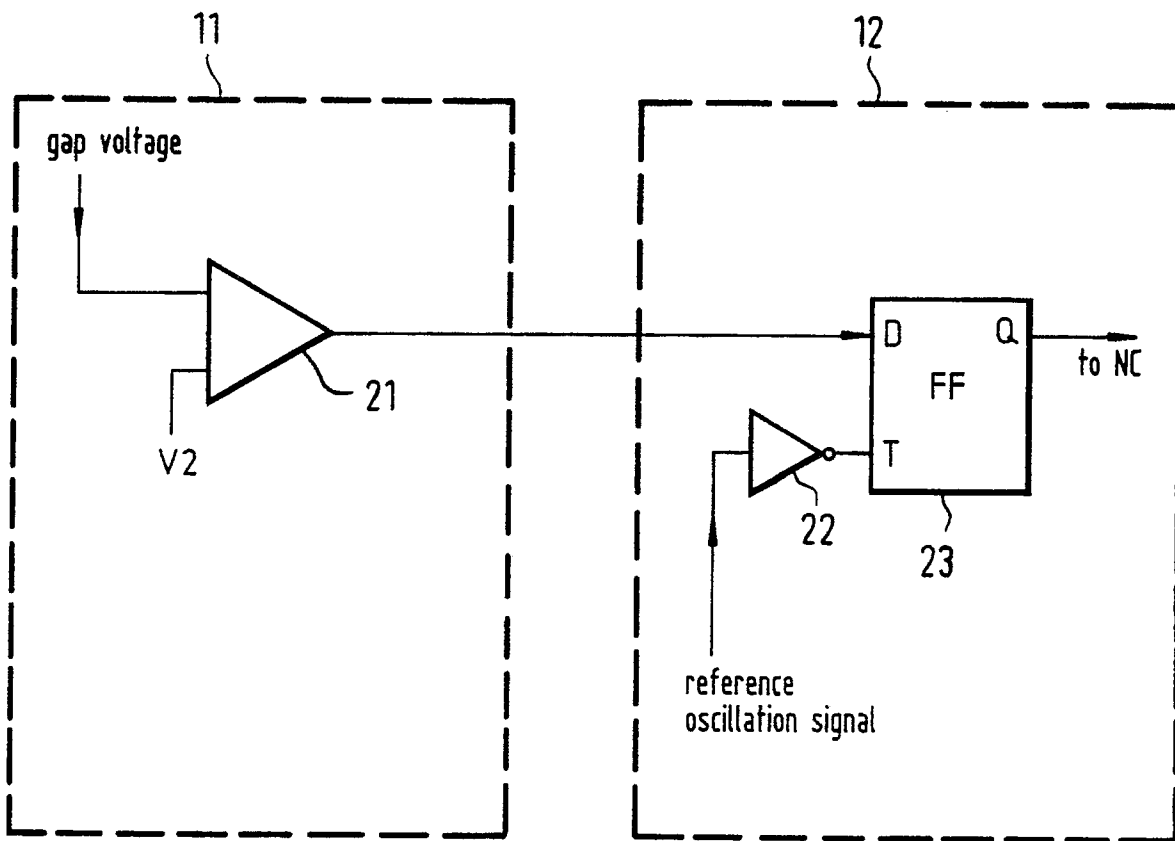 11
12
gap voltage
21
V2
D
Q
FF
T
to NC
22
23
reference
oscillation signal